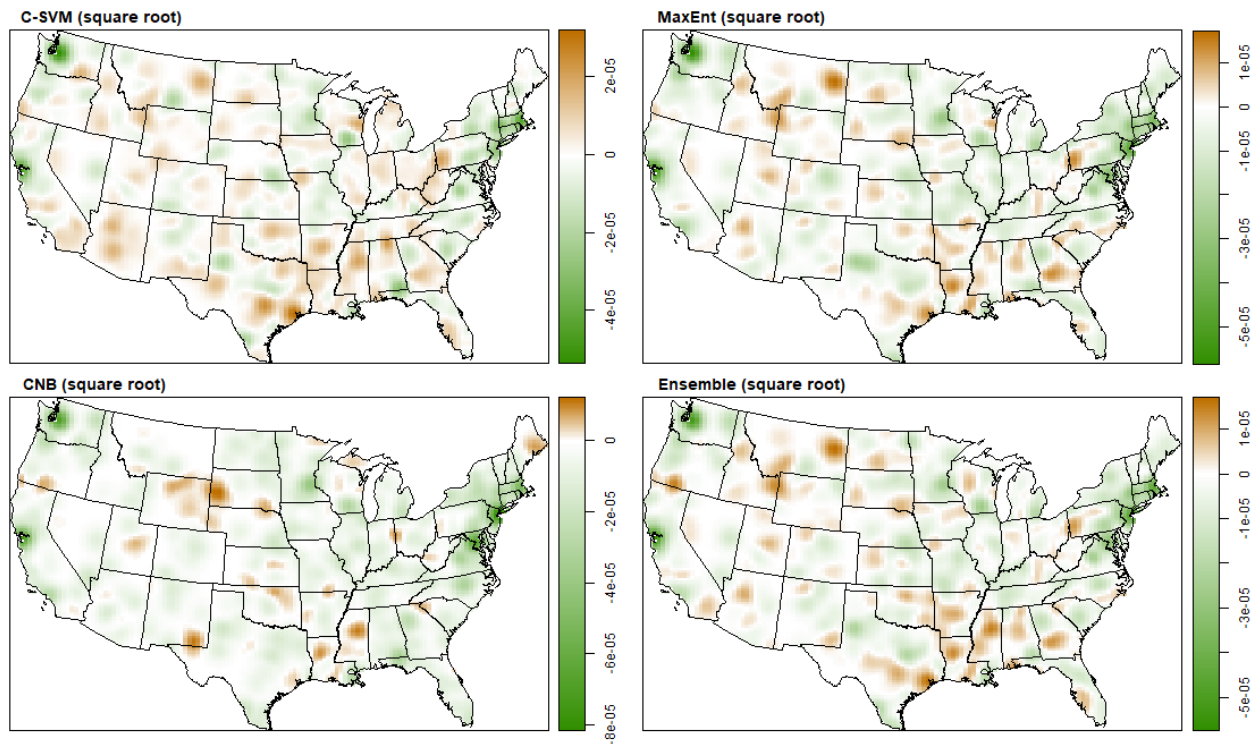 C-SVM (square root)
2e-05
0
-2e-05
-4e-05
MaxEnt (square root)
1e-05
0
-1e-05
-3e-05
-5e-05
CNB (square root)
0
-2e-05
-4e-05
-6e-05
-8e-05
Ensemble (square root)
1e-05
0
-1e-05
-3e-05
-5e-05